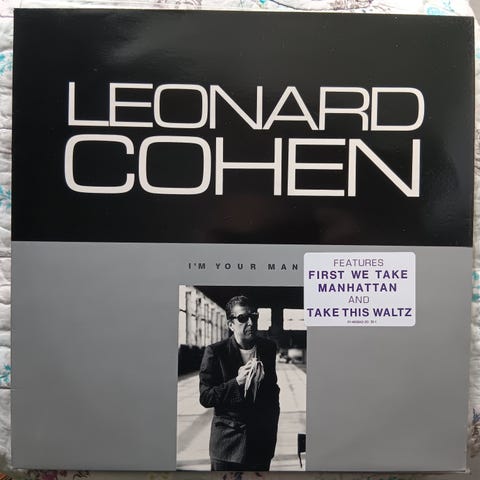 LEONARD
COHEN
I'M YOUR MAN
FEATURES
FIRST WE TAKE
MANHATTAN
AND
TAKE THIS WALTZ